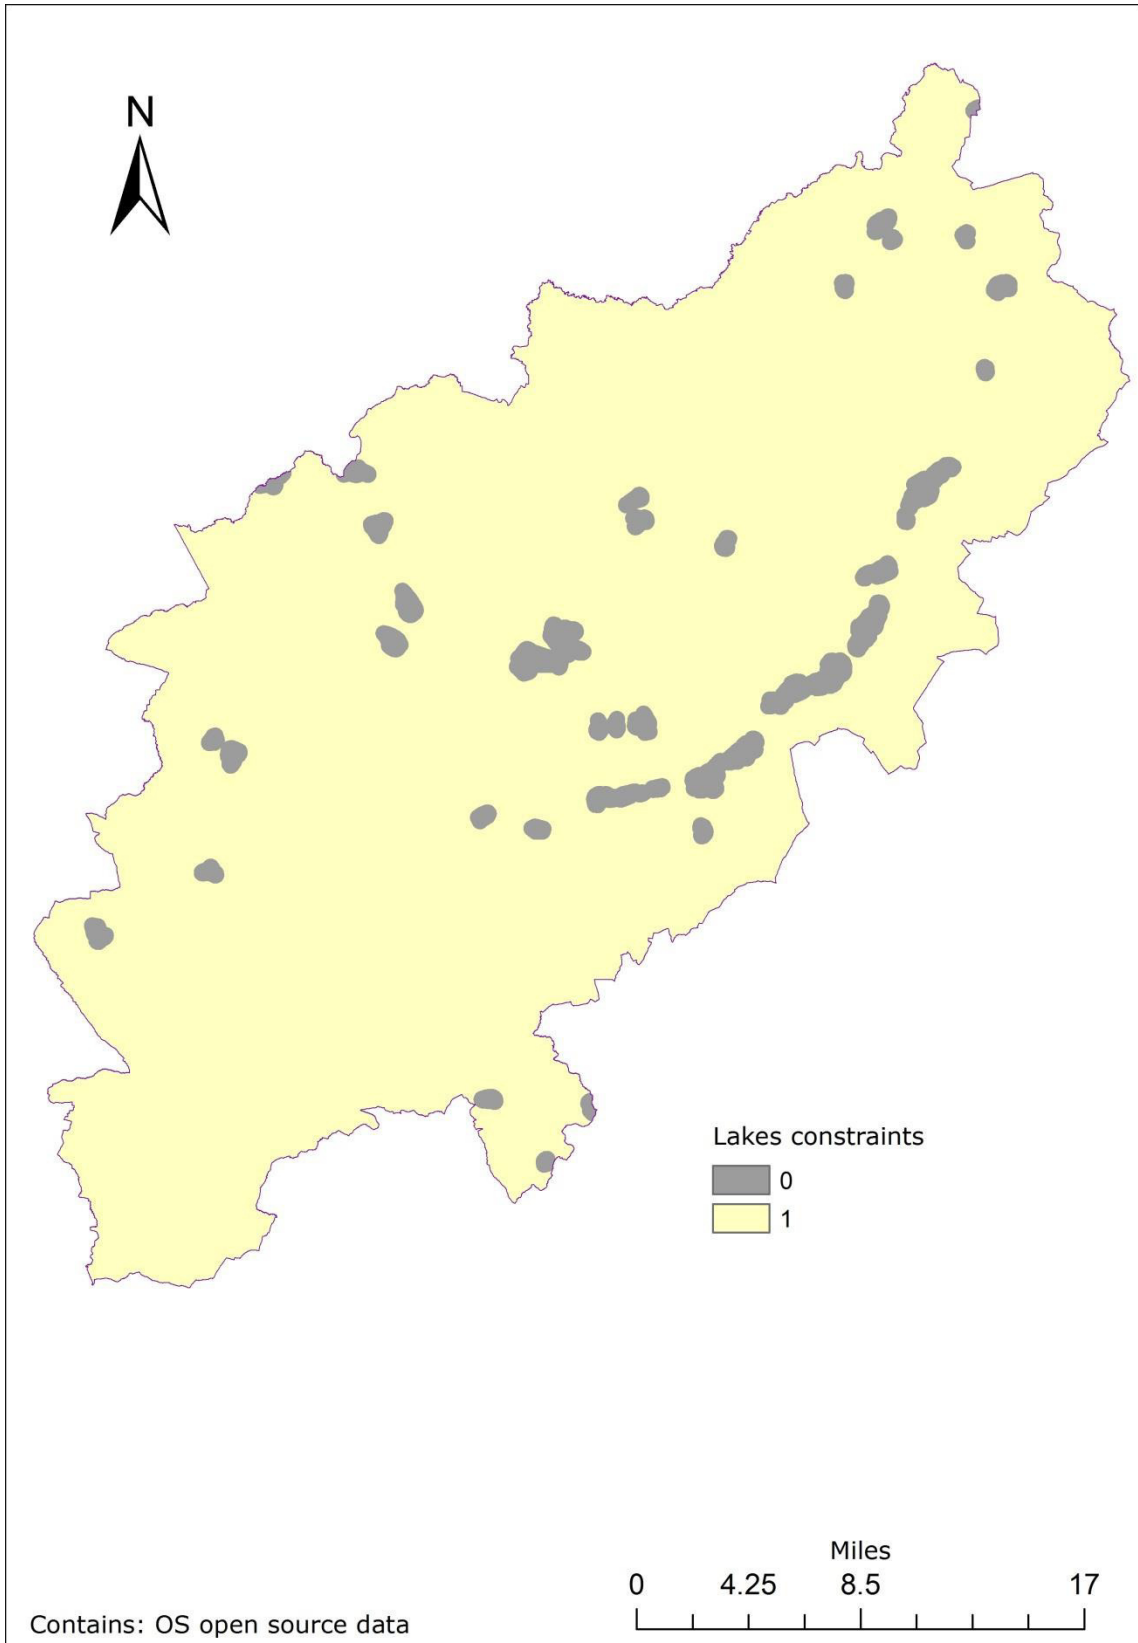 N
Lakes constraints
0
1
Miles
0 4.25 8.5 17
Contains: OS open source data